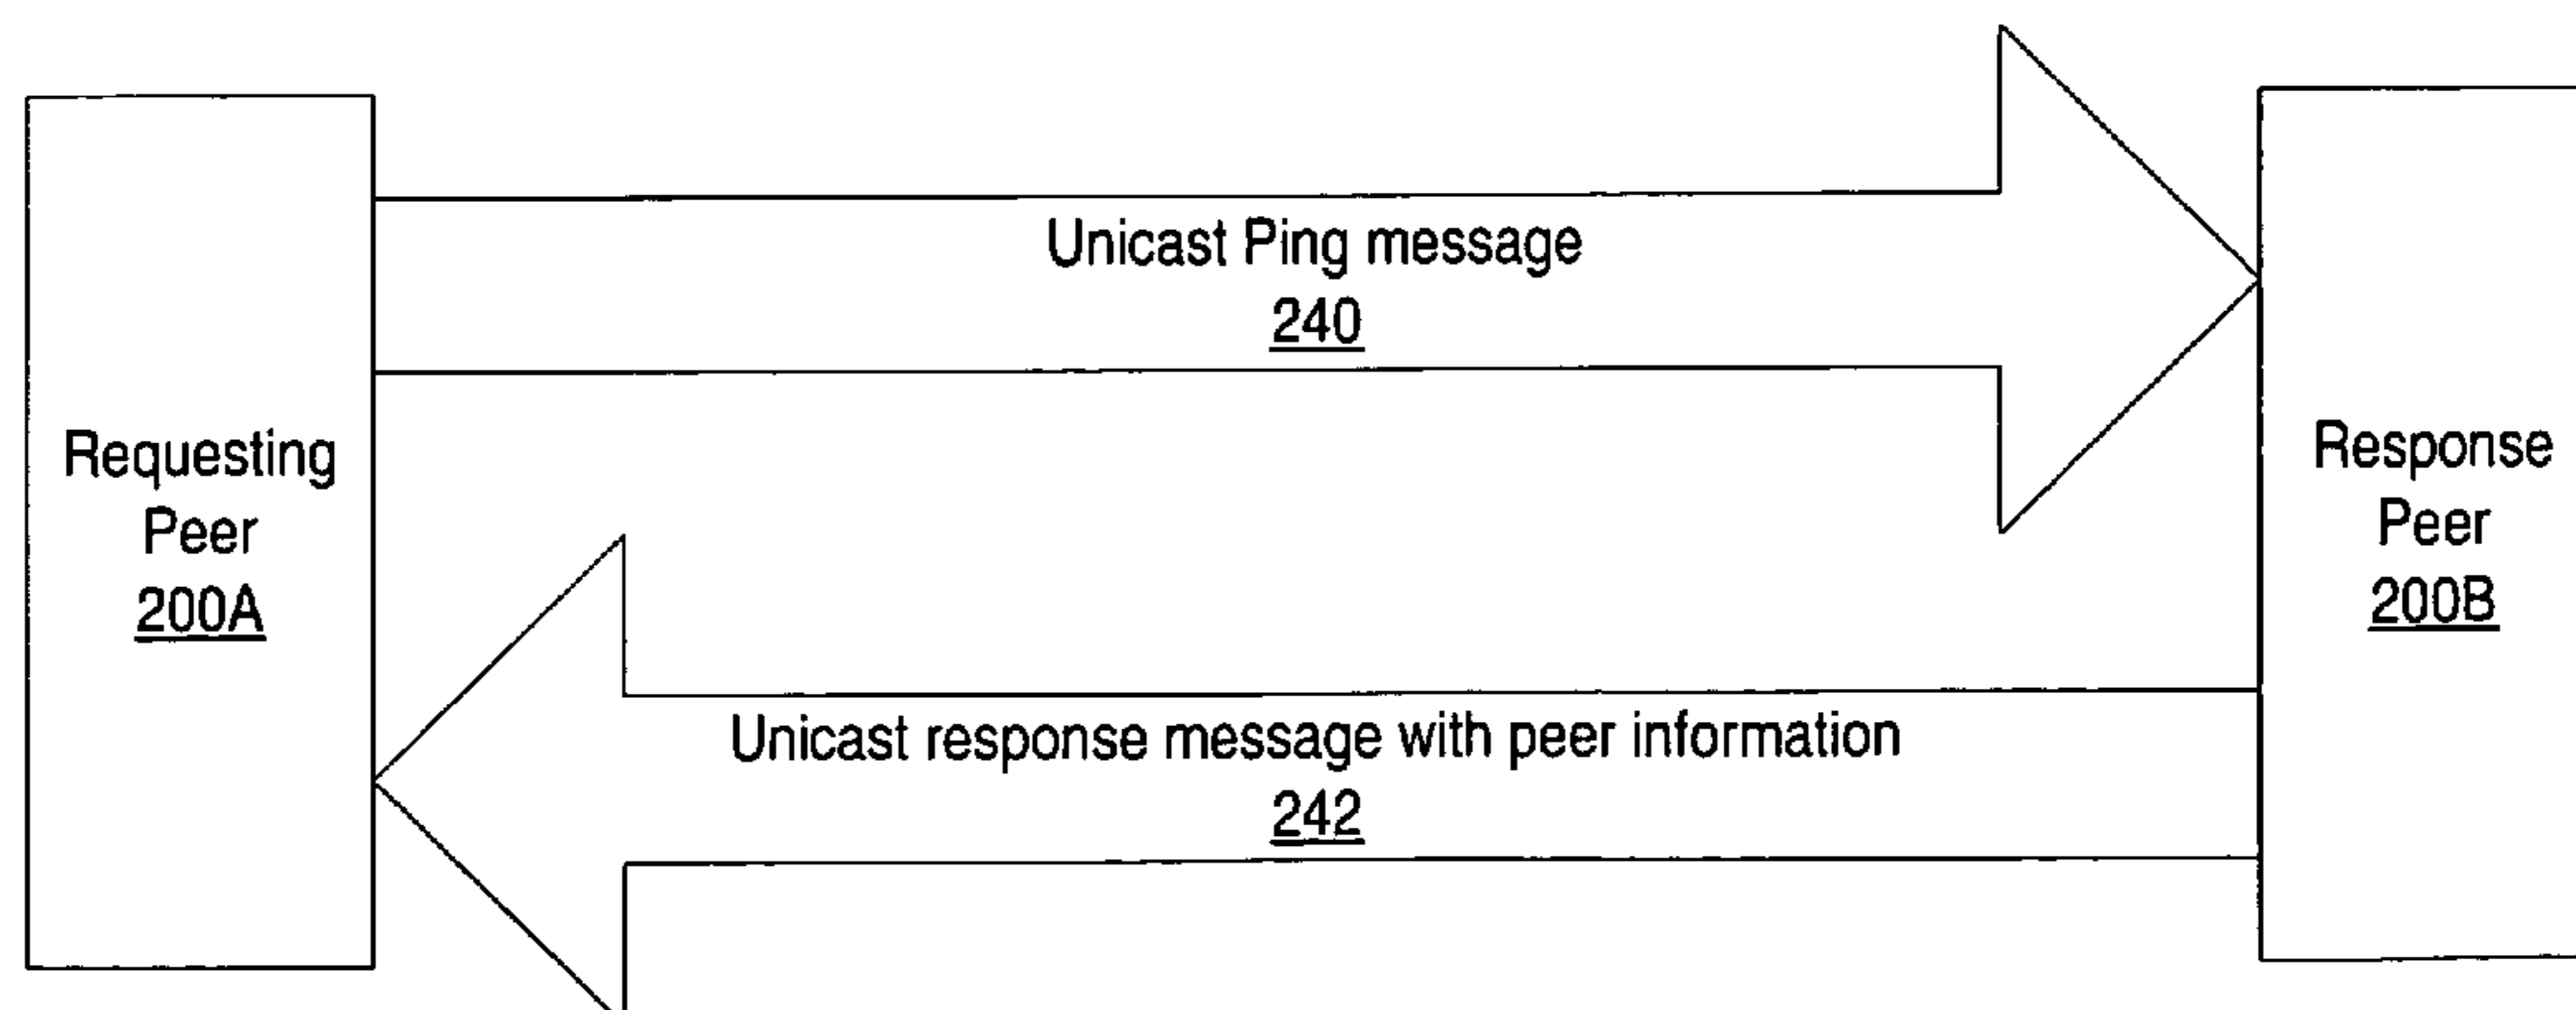 Unicast Ping message
240
Requesting
Peer
200A
Response
Peer
200B
Unicast response message with peer information
242